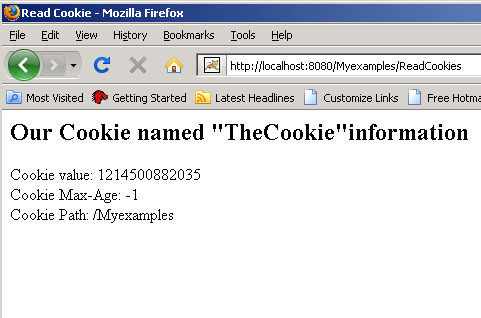 Read Cookie - Mozilla Firefox
File Edit View History Bookmarks Tools Help
http://localhost:8080/Myexamples/ReadCookies
Most Visited Getting Started Latest Headlines Customize Links Free Hotma
Our Cookie named "TheCookie"information
Cookie value: 1214500882035
Cookie Max-Age: -1
Cookie Path: /Myexamples